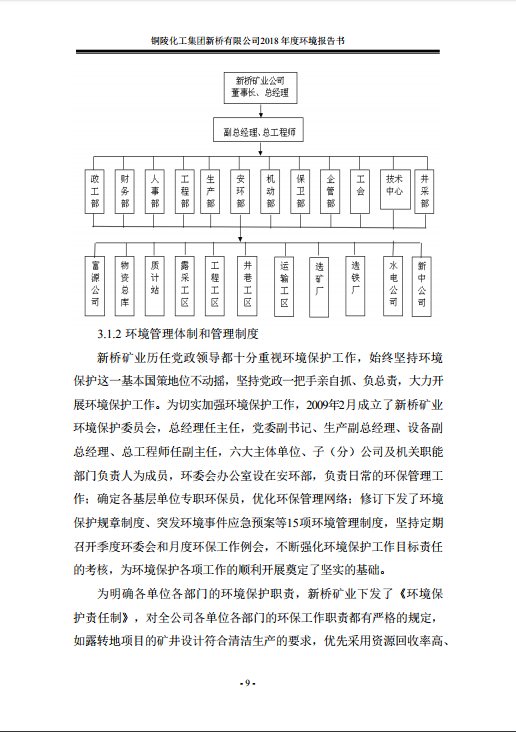 铜陵化工集团新桥有限公司2018年度环境报告书
新桥矿业公司
董事长、总经理
副总经理、总工程师
政工部
财务部
人事部
工程部
生产部
安环部
机动部
保卫部
企管部
工会
技术中心
井采部
富源公司
物资总库
质计站
露采工区
工程工区
井巷工区
运输工区
选矿厂
选铁厂
水电公司
新中公司
3.1.2 环境管理体制和管理制度
新桥矿业历任党政领导都十分重视环境保护工作，始终坚持环境
保护这一基本国策地位不动摇，坚持党政一把手亲自抓、负总责，大力开
展环境保护工作。为切实加强环境保护工作，2009年2月成立了新桥矿业
环境保护委员会，总经理任主任，党委副书记、生产副总经理、设备副
总经理、总工程师任副主任，六大主体单位、子（分）公司及机关职能
部门负责人为成员，环委会办公室设在安环部，负责日常的环保管理工
作；确定各基层单位专职环保员，优化环保管理网络；修订下发了环境
保护规章制度、突发环境事件应急预案等15项环境管理制度，坚持定期
召开季度环委会和月度环保工作例会，不断强化环境保护工作目标责任
的考核，为环境保护各项工作的顺利开展奠定了坚实的基础。
为明确各单位各部门的环境保护职责，新桥矿业下发了《环境保
护责任制》，对全公司各单位各部门的环保工作职责都有严格的规定，
如露转地项目的矿井设计符合清洁生产的要求，优先采用资源回收率高、
- 9 -